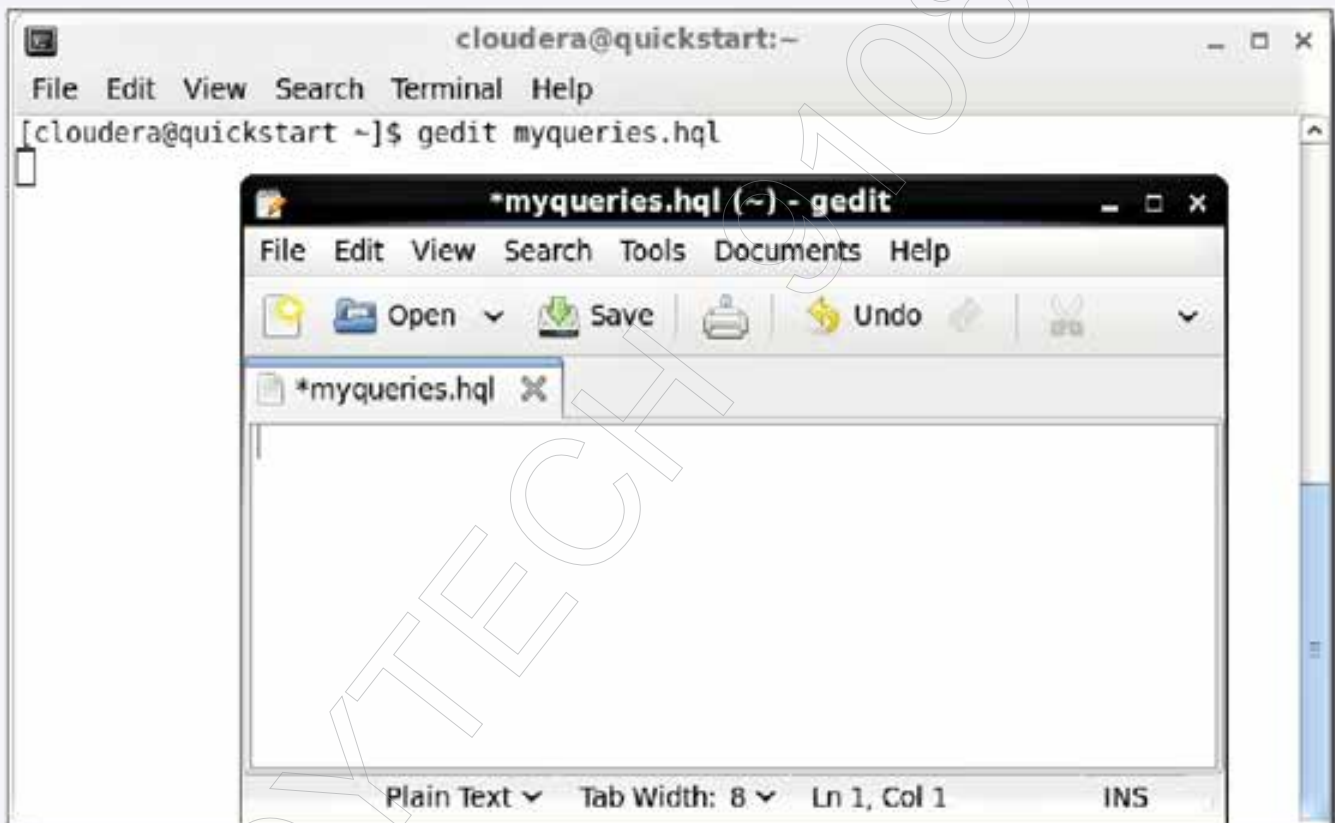 cloudera@quickstart:~
File Edit View Search Terminal Help
[cloudera@quickstart ~]$ gedit myqueries.hql
*myqueries.hql (~) - gedit
File Edit View Search Tools Documents Help
Open Save Undo
*myqueries.hql
Plain Text Tab Width: 8 Ln 1, Col 1 INS